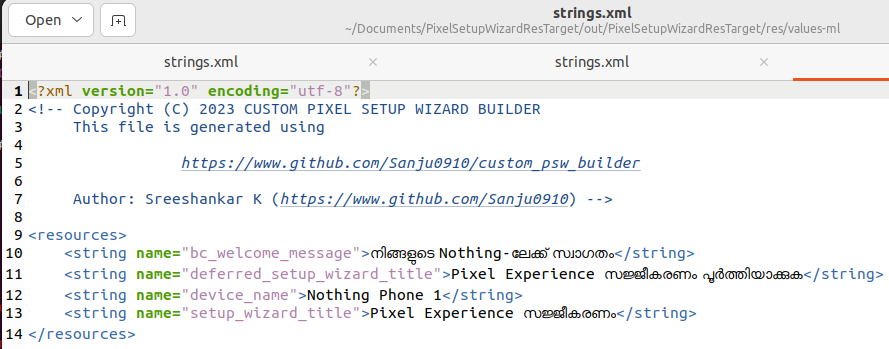 Open
strings.xml
~/Documents/PixelSetupWizardResTarget/out/PixelSetupWizardResTarget/res/values-ml
strings.xml × strings.xml ×
1 <?xml version="1.0" encoding="utf-8"?>
2 <!-- Copyright (C) 2023 CUSTOM PIXEL SETUP WIZARD BUILDER
3 This file is generated using
4
5 https://www.github.com/Sanju0910/custom_psw_builder
6
7 Author: Sreeshankar K (https://www.github.com/Sanju0910) -->
8
9 <resources>
10 <string name="bc_welcome_message">നിങ്ങളുടെ Nothing-ലേക്ക് സ്വാഗതം</string>
11 <string name="deferred_setup_wizard_title">Pixel Experience സജ്ജീകരണം പൂർത്തിയാക്കുക</string>
12 <string name="device_name">Nothing Phone 1</string>
13 <string name="setup_wizard_title">Pixel Experience സജ്ജീകരണം</string>
14 </resources>